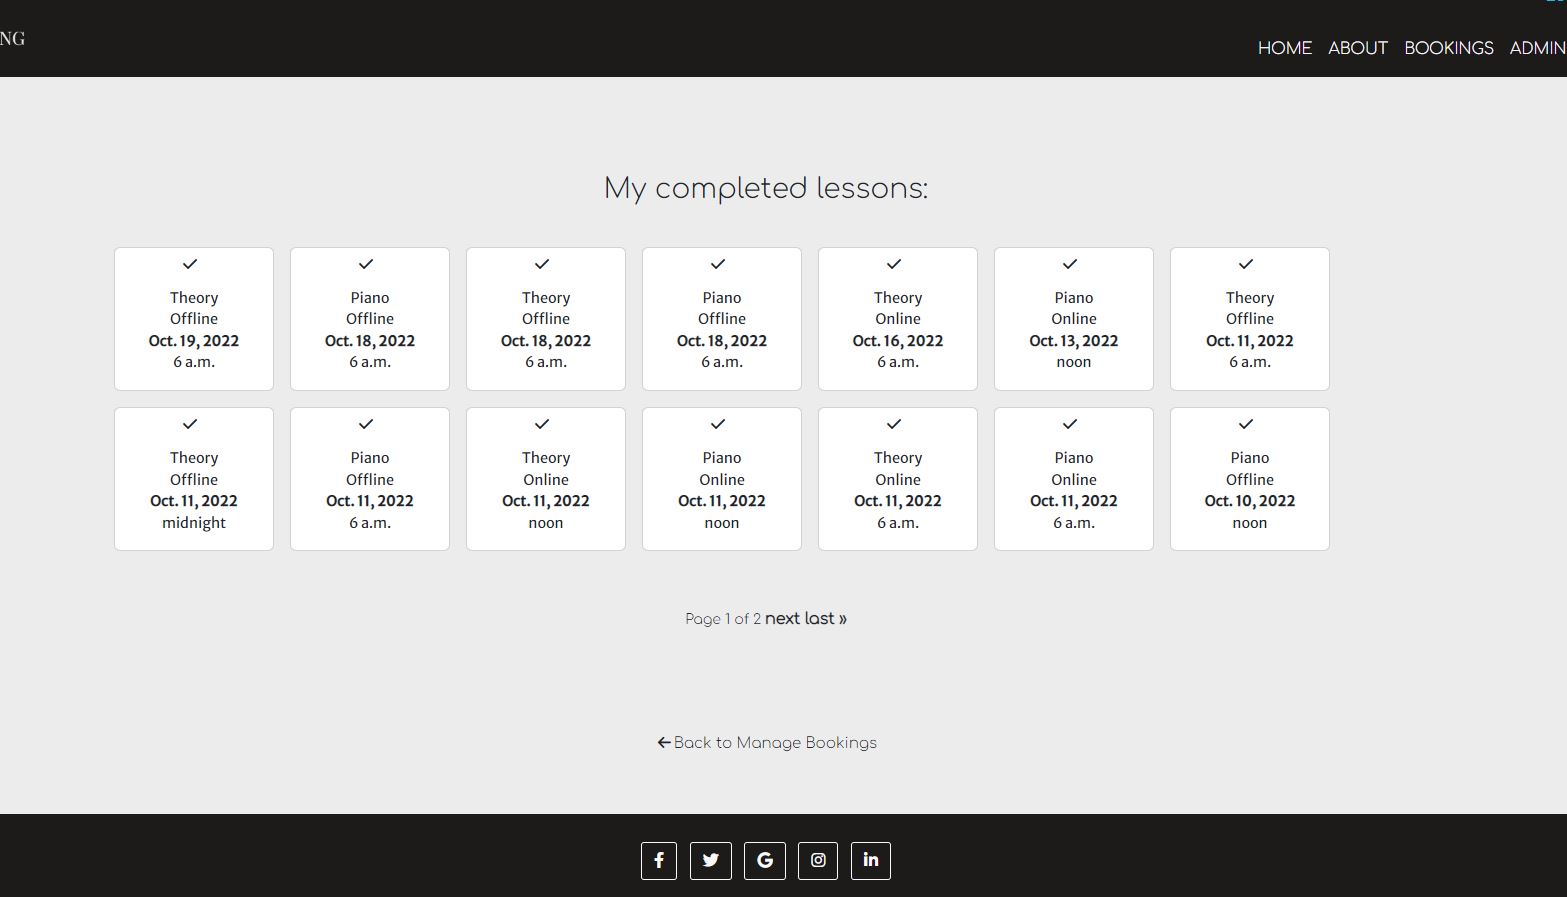 NG
HOME ABOUT BOOKINGS ADMIN
My completed lessons:
Theory
Offline
Oct. 19, 2022
6 a.m.
Piano
Offline
Oct. 18, 2022
6 a.m.
Theory
Offline
Oct. 18, 2022
6 a.m.
Piano
Offline
Oct. 18, 2022
6 a.m.
Theory
Online
Oct. 16, 2022
6 a.m.
Piano
Online
Oct. 13, 2022
noon
Theory
Offline
Oct. 11, 2022
6 a.m.
Theory
Offline
Oct. 11, 2022
midnight
Piano
Offline
Oct. 11, 2022
6 a.m.
Theory
Online
Oct. 11, 2022
noon
Piano
Online
Oct. 11, 2022
noon
Theory
Online
Oct. 11, 2022
6 a.m.
Piano
Online
Oct. 11, 2022
6 a.m.
Piano
Offline
Oct. 10, 2022
noon
Page 1 of 2 next last »
Back to Manage Bookings